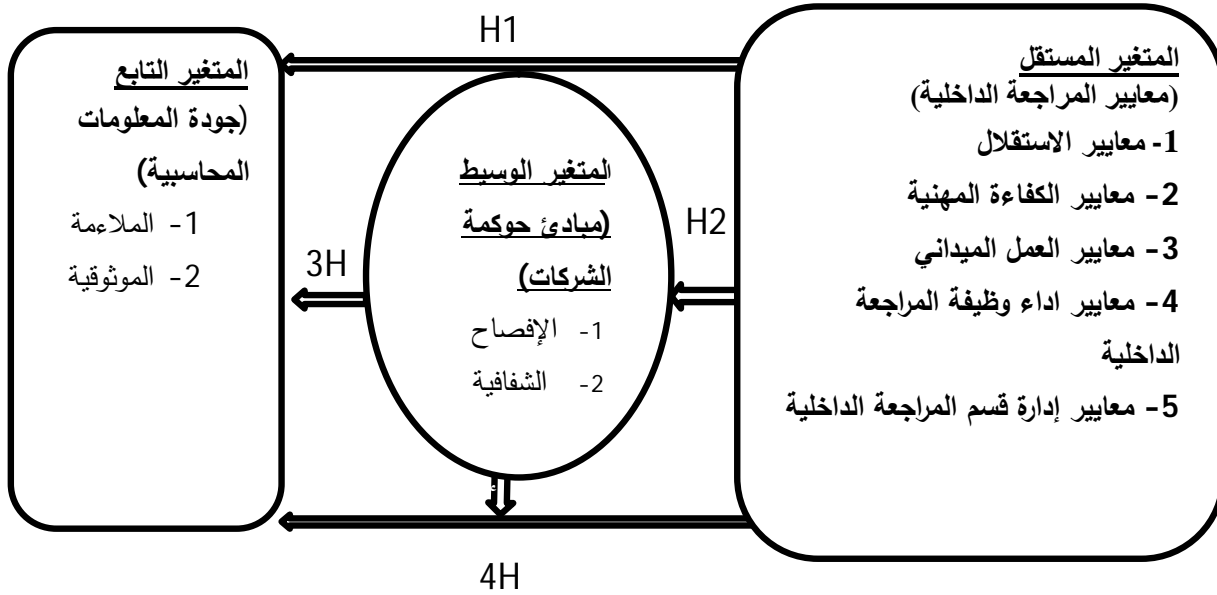 H1
المتغير المستقل
(معايير المراجعة الداخلية)
1- معايير الاستقلال
2- معايير الكفاءة المهنية
3- معايير العمل الميداني
4- معايير اداء وظيفة المراجعة
الداخلية
5- معايير إدارة قسم المراجعة الداخلية
H2
المتغير الوسيط
(مبادئ حوكمة
الشركات)
1- الإفصاح
2- الشفافية
3H
المتغير التابع
(جودة المعلومات
المحاسبية)
1- الملاءمة
2- الموثوقية
4H